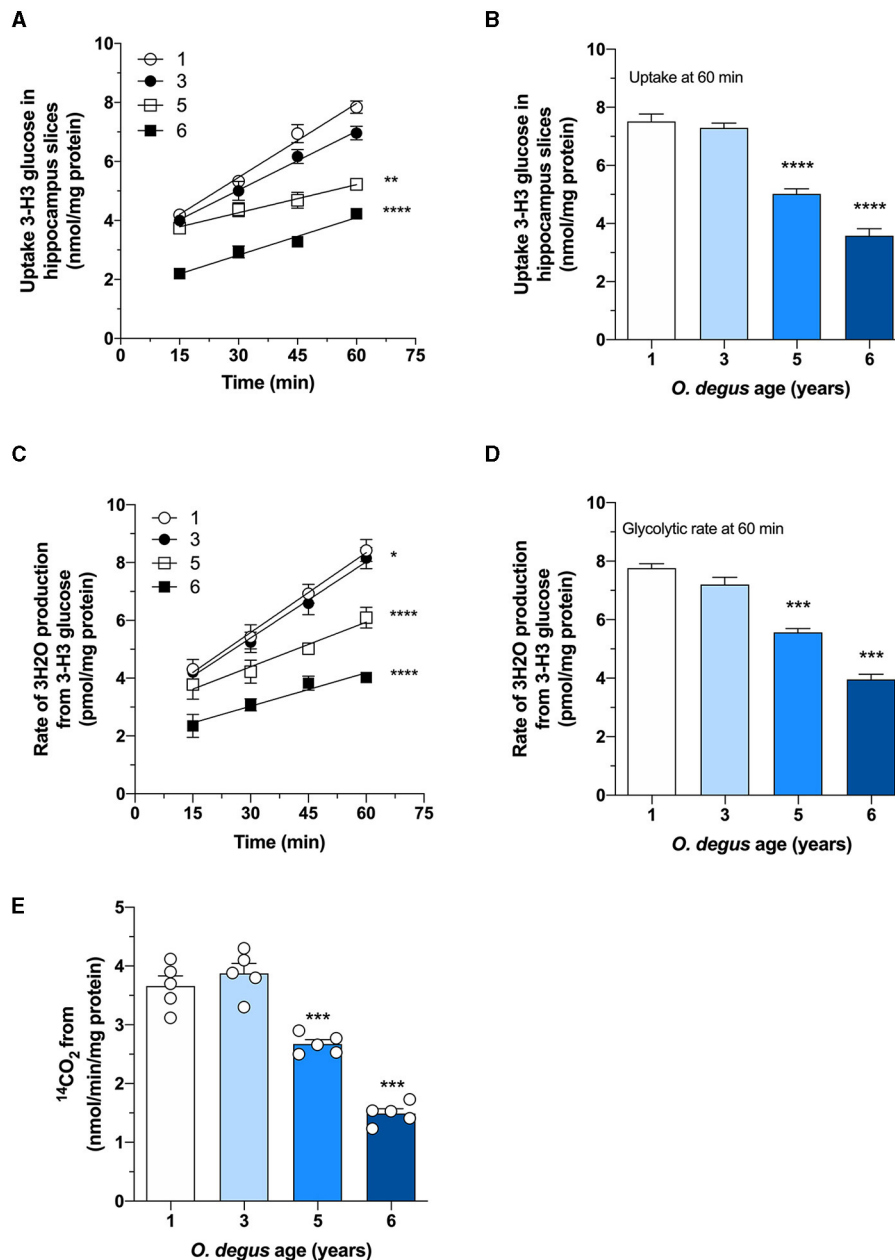 A
Uptake 3-H3 glucose in
hippocampus slices
(nmol/mg protein)
10
8
6
4
2
0
1
3
5
6
**
****
0
15
30
45
60
75
Time (min)
B
Uptake 3-H3 glucose in
hippocampus slices
(nmol/mg protein)
10
8
6
4
2
0
Uptake at 60 min
****
****
1
3
5
6
O. degus age (years)
C
Rate of 3H2O production
from 3-H3 glucose
(pmol/mg protein)
10
8
6
4
2
0
1
3
5
6
*
****
****
0
15
30
45
60
75
Time (min)
D
Rate of 3H2O production
from 3-H3 glucose
(pmol/mg protein)
10
8
6
4
2
0
Glycolytic rate at 60 min
***
***
1
3
5
6
O. degus age (years)
E
¹⁴CO₂ from
(nmol/min/mg protein)
5
4
3
2
1
0
***
***
1
3
5
6
O. degus age (years)